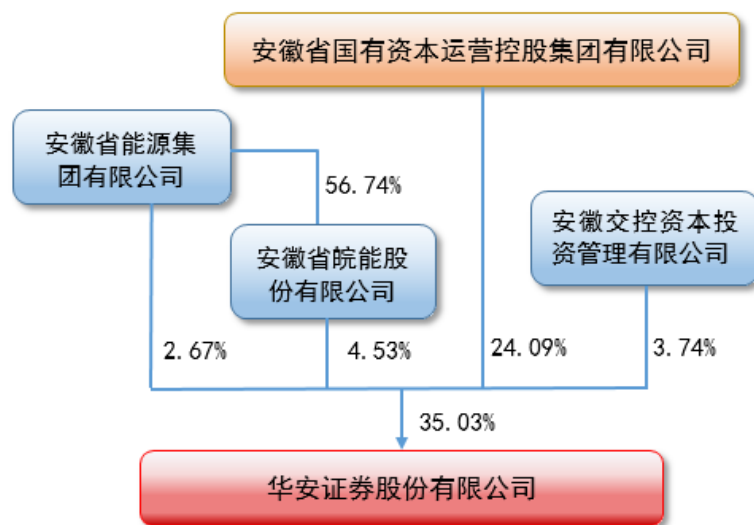 安徽省国有资本运营控股集团有限公司
安徽省能源集
团有限公司
56.74%
安徽省皖能股
份有限公司
安徽交控资本投
资管理有限公司
2.67%
4.53%
24.09%
3.74%
35.03%
华安证券股份有限公司